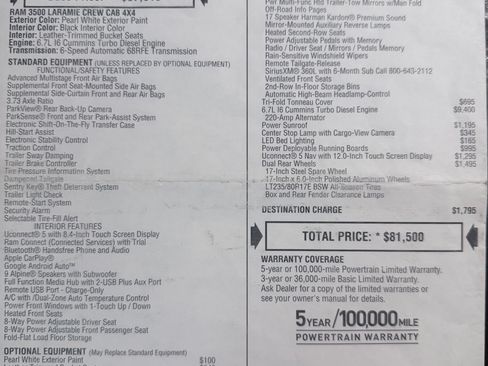 RAM 3500 LARAMIE CREW CAB 4X4
Exterior Color: Pearl White Exterior Paint
Interior Color: Black Interior Color
Interior: Leather-Trimmed Bucket Seats
Engine: 6.7L I6 Cummins Turbo Diesel Engine
Transmission: 6-Speed Automatic 68RFE Transmission
STANDARD EQUIPMENT (UNLESS REPLACED BY OPTIONAL EQUIPMENT)
FUNCTIONAL/SAFETY FEATURES
Advanced Multistage Front Air Bags
Supplemental Front Seat-Mounted Side Air Bags
Supplemental Side-Curtain Front and Rear Air Bags
3.73 Axle Ratio
ParkView® Rear Back-Up Camera
ParkSense® Front and Rear Park-Assist System
Electronic Shift-On-The-Fly Transfer Case
Hill-Start Assist
Electronic Stability Control
Traction Control
Trailer Sway Damping
Trailer Brake Controller
Tire Pressure Information System
Dampened Tailgate
Sentry Key® Theft Deterrent System
Trailer Light Check
Remote-Start System
Security Alarm
Selectable Tire-Fill Alert
INTERIOR FEATURES
Uconnect® 5 with 8.4-Inch Touch Screen Display
Ram Connect (Connected Services) with Trial
Bluetooth® Handsfree Phone and Audio
Apple CarPlay®
Google Android Auto™
9 Alpine® Speakers with Subwoofer
Full Function Media Hub with 2-USB Plus Aux Port
Remote USB Port - Charge-Only
A/C with /Dual-Zone Auto Temperature Control
Power Front Windows with 1-Touch Up / Down
Heated Front Seats
8-Way Power Adjustable Driver Seat
8-Way Power Adjustable Front Passenger Seat
Fold-Flat Load Floor Storage
OPTIONAL EQUIPMENT (May Replace Standard Equipment)
Pearl White Exterior Paint $100
Pwr Multi-Func Htd Trailer-Tow Mirrors w/Man Fold
Off-Road Info Pages
17 Speaker Harman Kardon® Premium Sound
Mirror-Mounted Auxiliary Reverse Lamps
Heated Second-Row Seats
Power Adjustable Pedals with Memory
Radio / Driver Seat / Mirrors / Pedals Memory
Rain-Sensitive Windshield Wipers
Remote Tailgate-Release
SiriusXM® 360L with 6-Month Sub Call 800-643-2112
Ventilated Front Seats
2nd-Row In-Floor Storage Bins
Automatic High-Beam Headlamp-Control
Tri-Fold Tonneau Cover $695
6.7L I6 Cummins Turbo Diesel Engine $9,400
220-Amp Alternator
Power Sunroof $1,195
Center Stop Lamp with Cargo-View Camera $345
LED Bed Lighting $165
Power Deployable Running Boards $995
Uconnect® 5 Nav with 12.0-Inch Touch Screen Display $1,295
Dual Rear Wheels $1,495
17-Inch Steel Spare Wheel
17-Inch x 6.0-Inch Polished Aluminum Wheels
LT235/80R17E BSW All-Season Tires
Box and Rear Fender Clearance Lamps
DESTINATION CHARGE $1,795
TOTAL PRICE: * $81,500
WARRANTY COVERAGE
5-year or 100,000-mile Powertrain Limited Warranty.
3-year or 36,000-mile Basic Limited Warranty.
Ask Dealer for a copy of the limited warranties or
see your owner's manual for details.
5 YEAR/100,000 MILE
POWERTRAIN WARRANTY